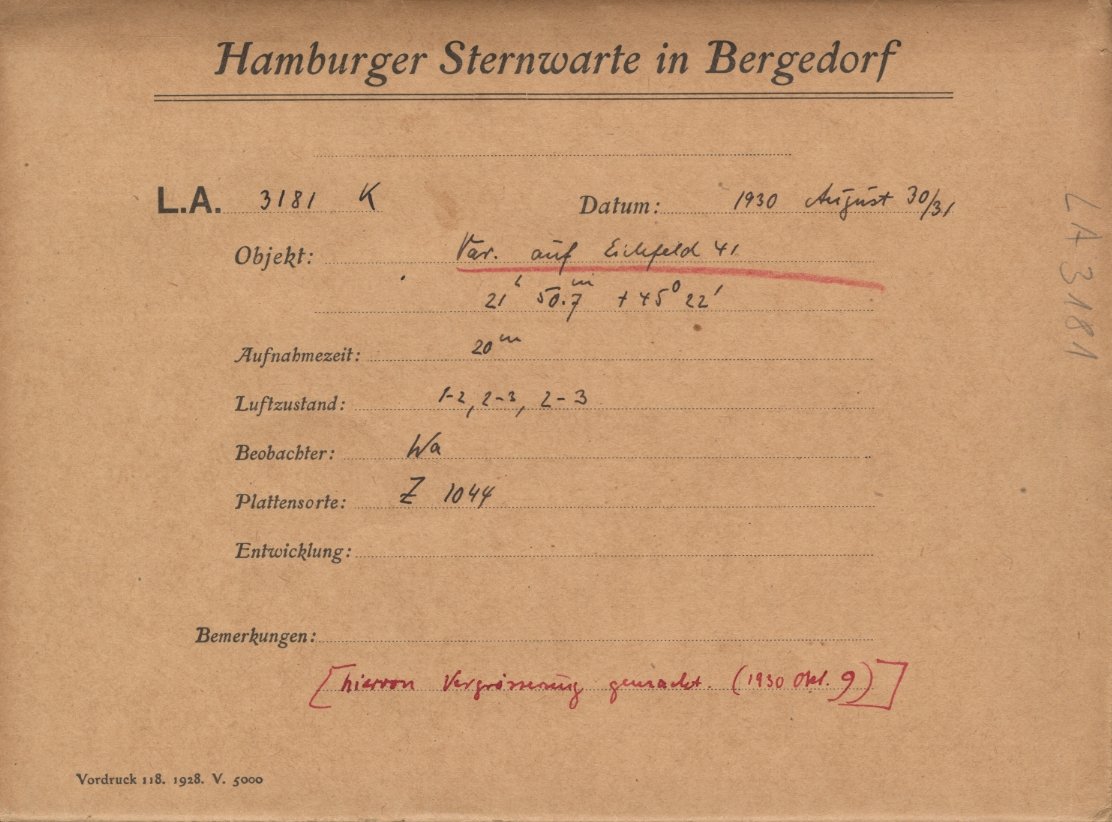 Hamburger Sternwarte in Bergedorf
L.A. 3181 K
Datum: 1930 August 30/31
Objekt: Var. auf Eichfeld 41
21h 50.7m +45° 22'
Aufnahmezeit: 20m
Luftzustand: 1-2, 2-3, 2-3
Beobachter: Wa
Plattensorte: Z 1044
Entwicklung:
Bemerkungen:
[hiervon Vergrösserung gemacht. (1930 Okt. 9)]
Vordruck 118. 1928. V. 5000
LA 3181